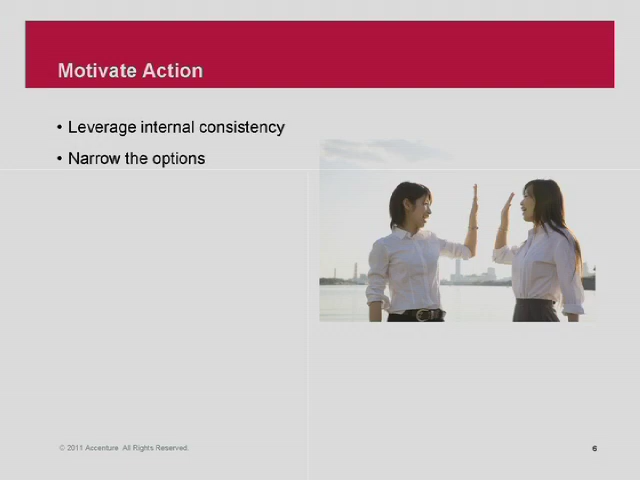 Motivate Action
• Leverage internal consistency
• Narrow the options
© 2011 Accenture All Rights Reserved.
6